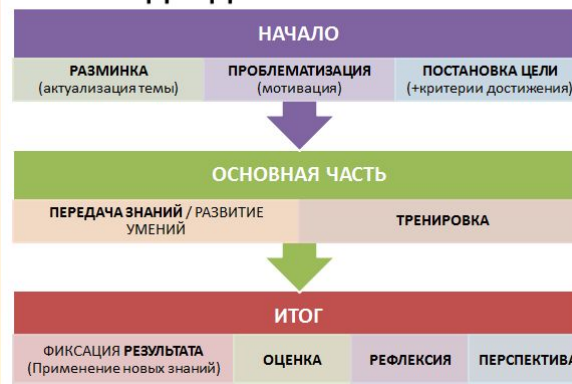 НАЧАЛО
РАЗМИНКА
(актуализация темы)
ПРОБЛЕМАТИЗАЦИЯ
(мотивация)
ПОСТАНОВКА ЦЕЛИ
(+критерии достижения)
ОСНОВНАЯ ЧАСТЬ
ПЕРЕДАЧА ЗНАНИЙ / РАЗВИТИЕ
УМЕНИЙ
ТРЕНИРОВКА
ИТОГ
ФИКСАЦИЯ РЕЗУЛЬТАТА
(Применение новых знаний)
ОЦЕНКА
РЕФЛЕКСИЯ
ПЕРСПЕКТИВА